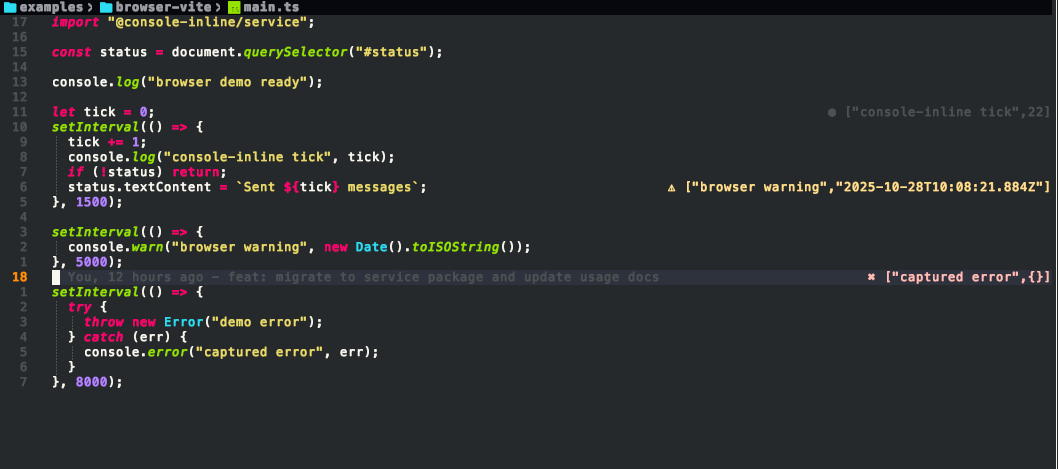 examples › browser-vite › main.ts
17 import "@console-inline/service";
16
15 const status = document.querySelector("#status");
14
13 console.log("browser demo ready");
12
11 let tick = 0; ● ["console-inline tick",22]
10 setInterval(() => {
9 tick += 1;
8 console.log("console-inline tick", tick);
7 if (!status) return;
6 status.textContent = `Sent ${tick} messages`; ⚠ ["browser warning","2025-10-28T10:08:21.884Z"]
5 }, 1500);
4
3 setInterval(() => {
2 console.warn("browser warning", new Date().toISOString());
1 }, 5000);
18 You, 12 hours ago - feat: migrate to service package and update usage docs ✖ ["captured error",{}]
1 setInterval(() => {
2 try {
3 throw new Error("demo error");
4 } catch (err) {
5 console.error("captured error", err);
6 }
7 }, 8000);